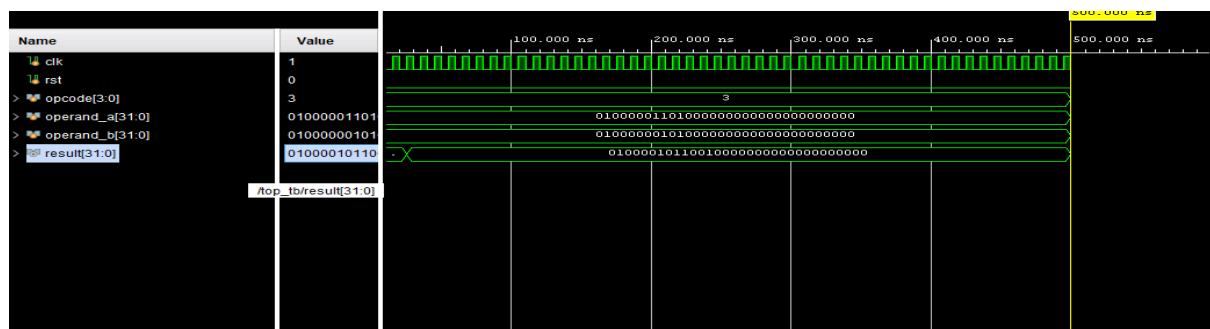 500.000 ns
Name Value 100.000 ns 200.000 ns 300.000 ns 400.000 ns 500.000 ns
clk 1
rst 0
> opcode[3:0] 3 3
> operand_a[31:0] 01000001101 01000001101000000000000000000000
> operand_b[31:0] 01000000101 01000000101000000000000000000000
> result[31:0] 01000010110 01000010110010000000000000000000
/top_tb/result[31:0]